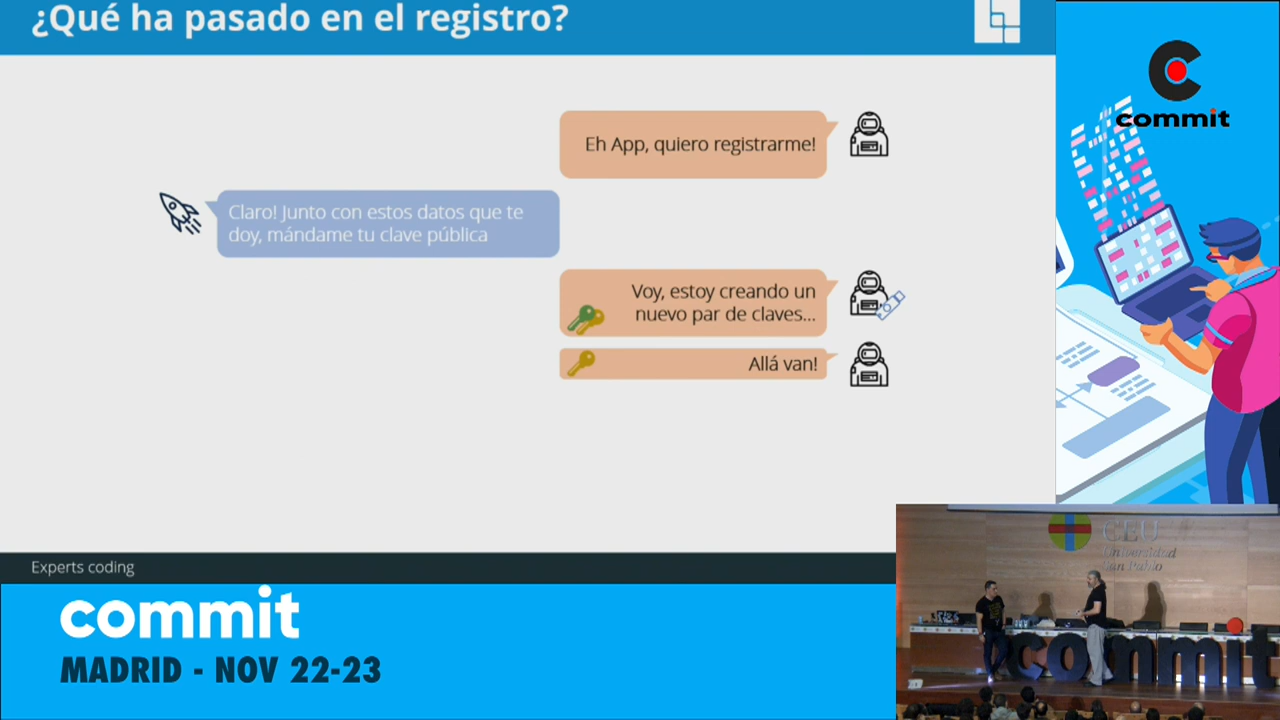 ¿Qué ha pasado en el registro?
Eh App, quiero registrarme!
Claro! Junto con estos datos que te
doy, mándame tu clave pública
Voy, estoy creando un
nuevo par de claves...
Allá van!
Experts coding
commit
MADRID - NOV 22-23
commit
CEU
Universidad
San Pablo
commit